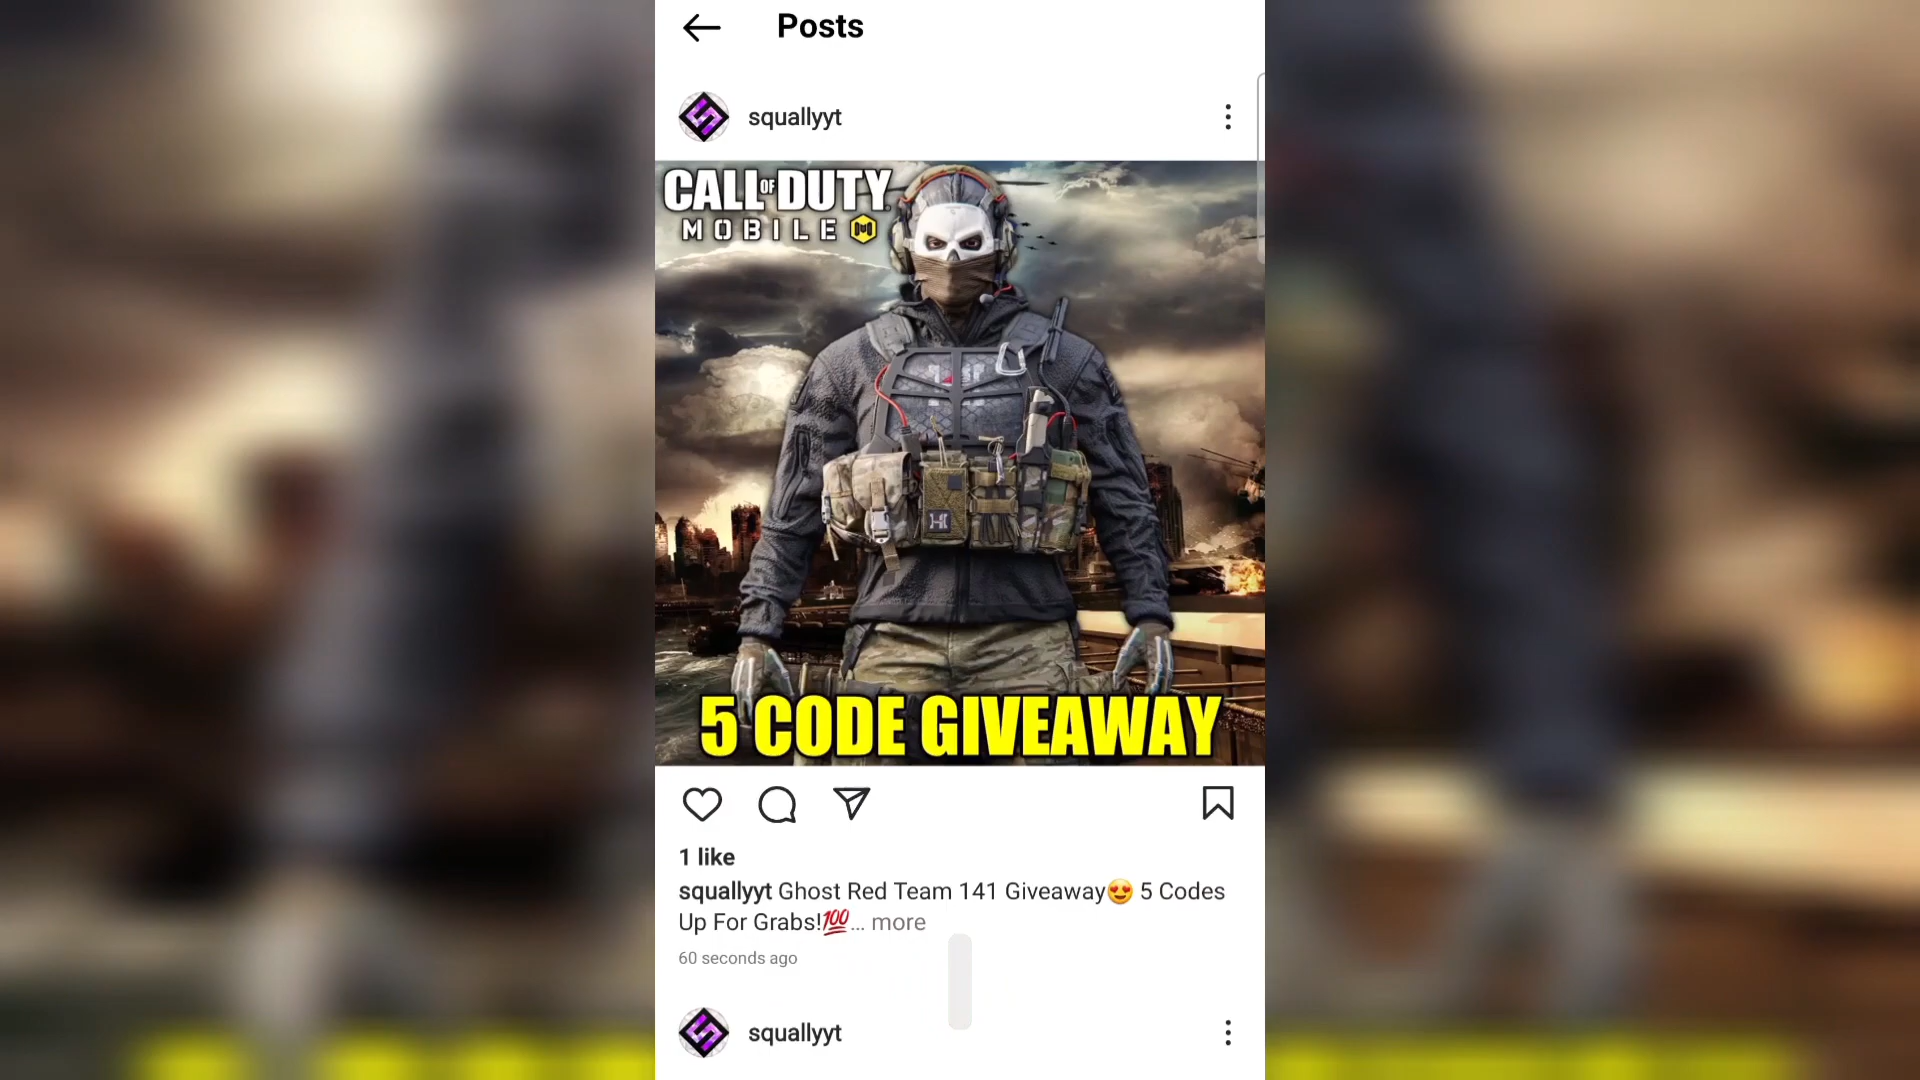 Posts
squallyyt
CALL OF DUTY
MOBILE
5 CODE GIVEAWAY
1 like
squallyyt Ghost Red Team 141 Giveaway😍 5 Codes
Up For Grabs!💯... more
60 seconds ago
squallyyt